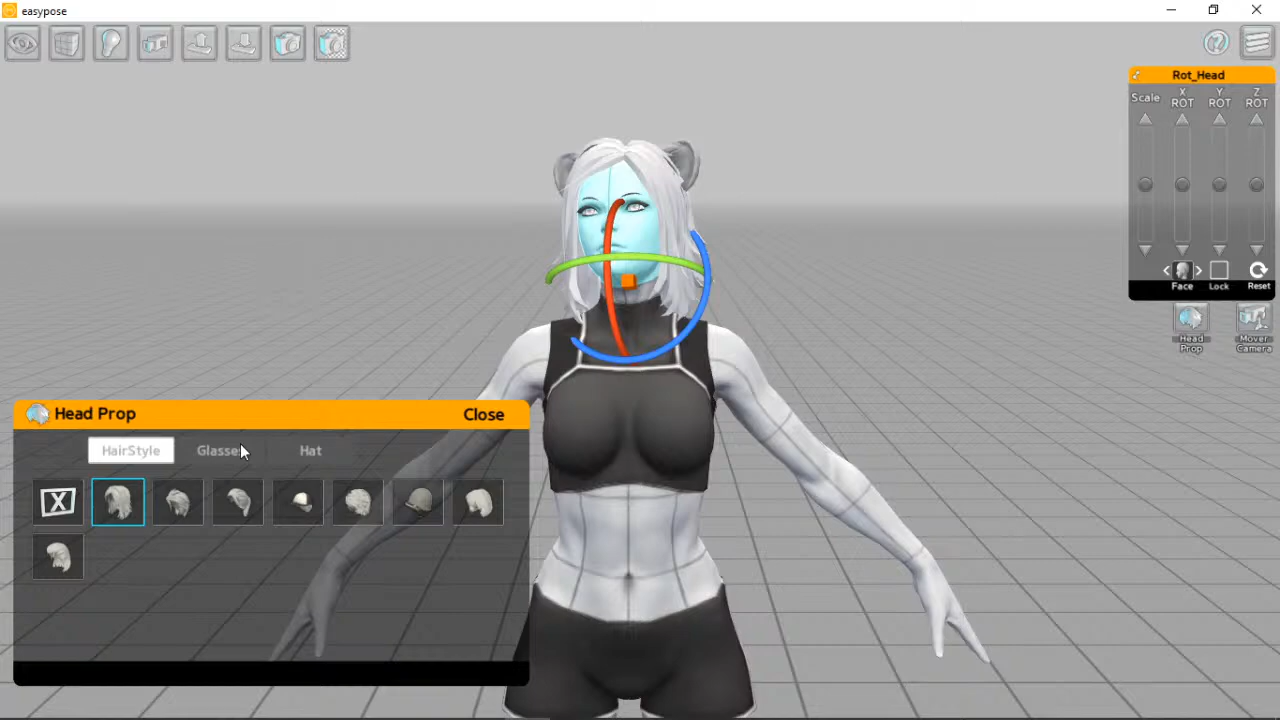 easypose
Rot_Head
Scale
X
ROT
Y
ROT
Z
ROT
Face
Lock
Reset
Head
Prop
Mover
Camera
Head Prop
Close
HairStyle
Glasses
Hat